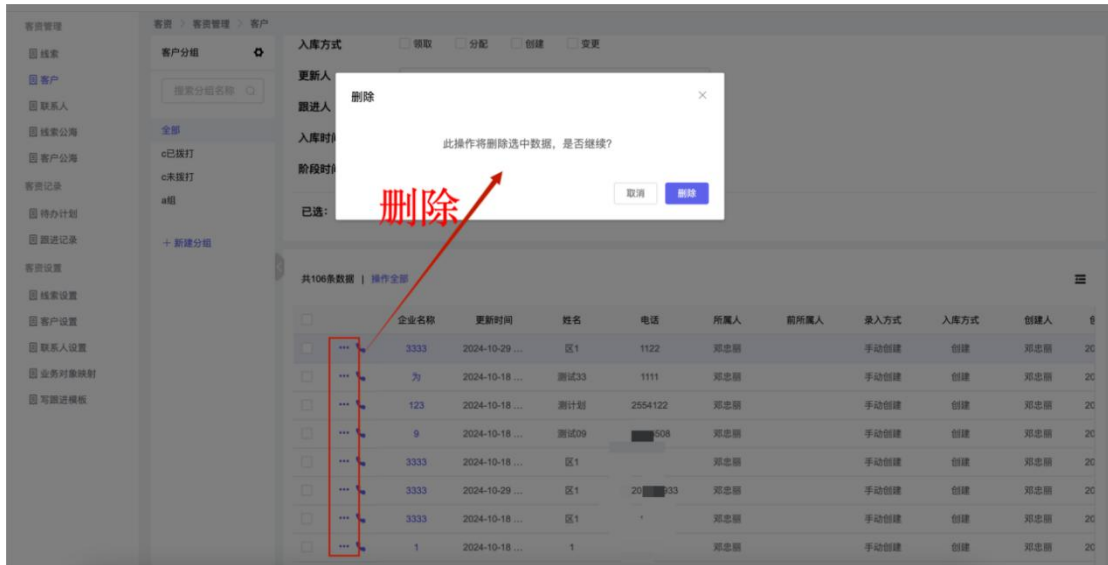 客资管理
线索
客户
联系人
线索公海
客户公海
客资记录
待办计划
跟进记录
客资设置
线索设置
客户设置
联系人设置
业务对象映射
写跟进模板
客资 > 客资管理 > 客户
客户分组
搜索分组名称
全部
c已拨打
c未拨打
a组
+ 新建分组
入库方式 领取 分配 创建 变更
更新人
跟进人
入库时间
阶段时间
已选:
删除
此操作将删除选中数据，是否继续?
取消 删除
删除
共106条数据 | 操作全部
企业名称 更新时间 姓名 电话 所属人 前所属人 录入方式 入库方式 创建人
3333 2024-10-29 ... 区1 1122 邓忠丽 手动创建 创建 邓忠丽 20
为 2024-10-18 ... 测试33 1111 邓忠丽 手动创建 创建 邓忠丽 20
123 2024-10-18 ... 测计划 2554122 邓忠丽 手动创建 创建 邓忠丽 20
9 2024-10-18 ... 测试09 508 邓忠丽 手动创建 创建 邓忠丽 20
3333 2024-10-18 ... 区1 邓忠丽 手动创建 创建 邓忠丽 20
3333 2024-10-29 ... 区1 20 933 邓忠丽 手动创建 创建 邓忠丽 20
3333 2024-10-18 ... 区1 邓忠丽 手动创建 创建 邓忠丽 20
1 2024-10-18 ... 1 邓忠丽 手动创建 创建 邓忠丽 20